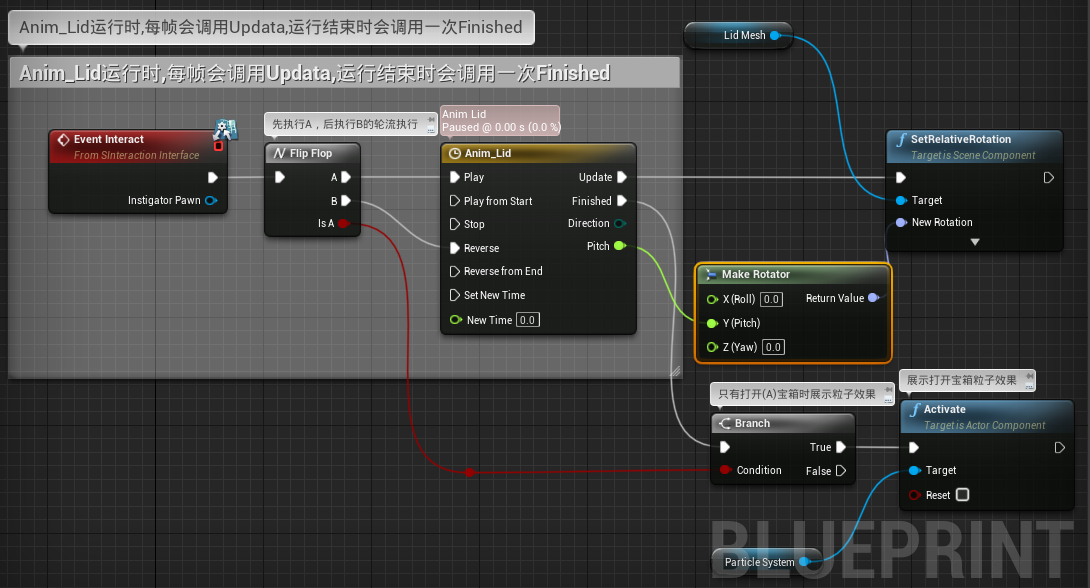 Anim_Lid运行时,每帧会调用Updata,运行结束时会调用一次Finished
Anim_Lid运行时,每帧会调用Updata,运行结束时会调用一次Finished
Event Interact
From SInteraction Interface
Instigator Pawn
先执行A，后执行B的轮流执行
Flip Flop
A
B
Is A
Anim Lid
Paused @ 0.00 s (0.0 %)
Anim_Lid
Play
Update
Play from Start
Finished
Stop
Direction
Reverse
Pitch
Reverse from End
Set New Time
New Time 0.0
Lid Mesh
SetRelativeRotation
Target is Scene Component
Target
New Rotation
Make Rotator
X (Roll) 0.0
Return Value
Y (Pitch)
Z (Yaw) 0.0
只有打开(A)宝箱时展示粒子效果
Branch
True
Condition
False
展示打开宝箱粒子效果
Activate
Target is Actor Component
Target
Reset
Particle System
BLUEPRINT